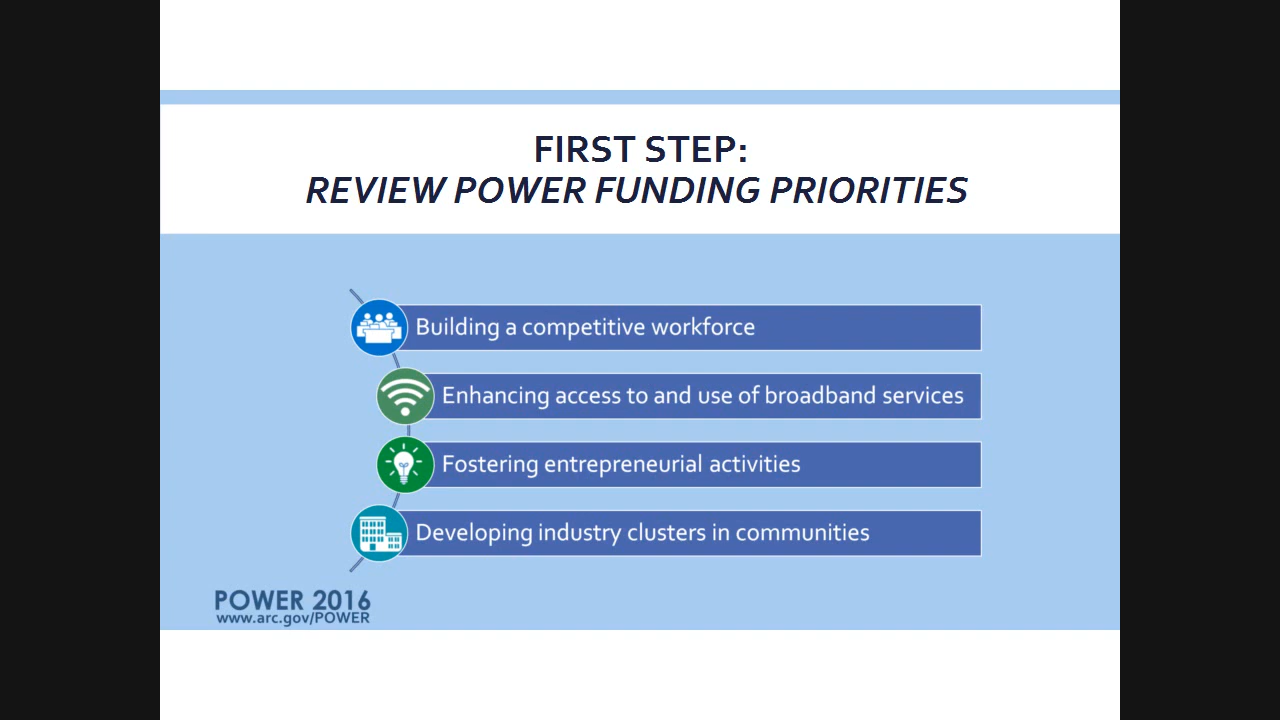 FIRST STEP:
REVIEW POWER FUNDING PRIORITIES
Building a competitive workforce
Enhancing access to and use of broadband services
Fostering entrepreneurial activities
Developing industry clusters in communities
POWER 2016
www.arc.gov/POWER